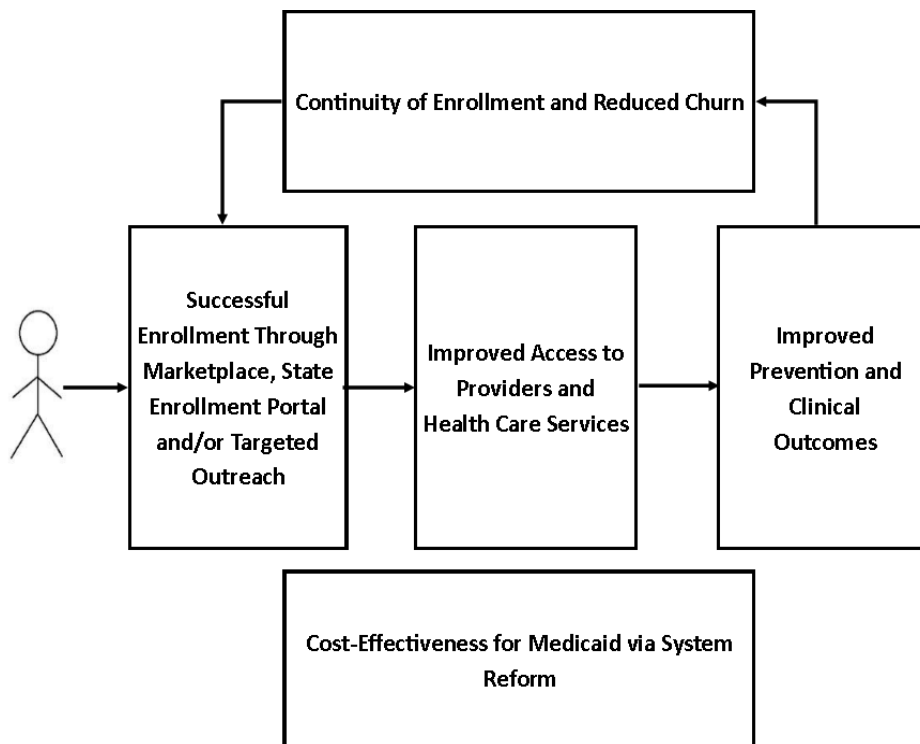 Continuity of Enrollment and Reduced Churn
Successful
Enrollment Through
Marketplace, State
Enrollment Portal
and/or Targeted
Outreach
Improved Access to
Providers and
Health Care Services
Improved
Prevention and
Clinical
Outcomes
Cost-Effectiveness for Medicaid via System
Reform